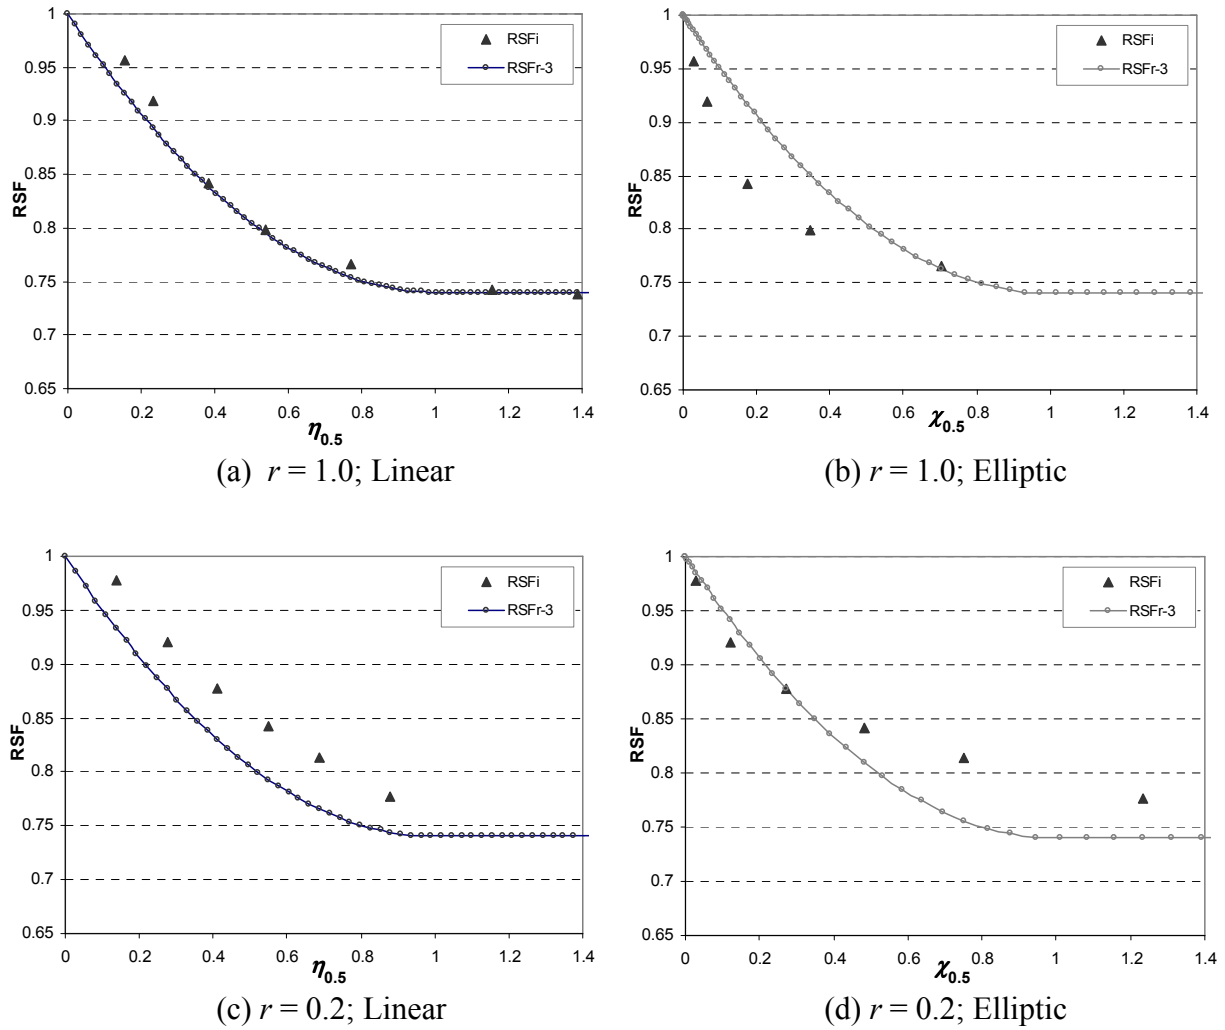 1
0.95
0.9
0.85
0.8
0.75
0.7
0.65
RSF
0 0.2 0.4 0.6 0.8 1 1.2 1.4
η0.5
RSFi
RSFr-3
(a) r = 1.0; Linear
1
0.95
0.9
0.85
0.8
0.75
0.7
0.65
RSF
0 0.2 0.4 0.6 0.8 1 1.2 1.4
χ0.5
RSFi
RSFr-3
(b) r = 1.0; Elliptic
1
0.95
0.9
0.85
0.8
0.75
0.7
0.65
RSF
0 0.2 0.4 0.6 0.8 1 1.2 1.4
η0.5
RSFi
RSFr-3
(c) r = 0.2; Linear
1
0.95
0.9
0.85
0.8
0.75
0.7
0.65
RSF
0 0.2 0.4 0.6 0.8 1 1.2 1.4
χ0.5
RSFi
RSFr-3
(d) r = 0.2; Elliptic